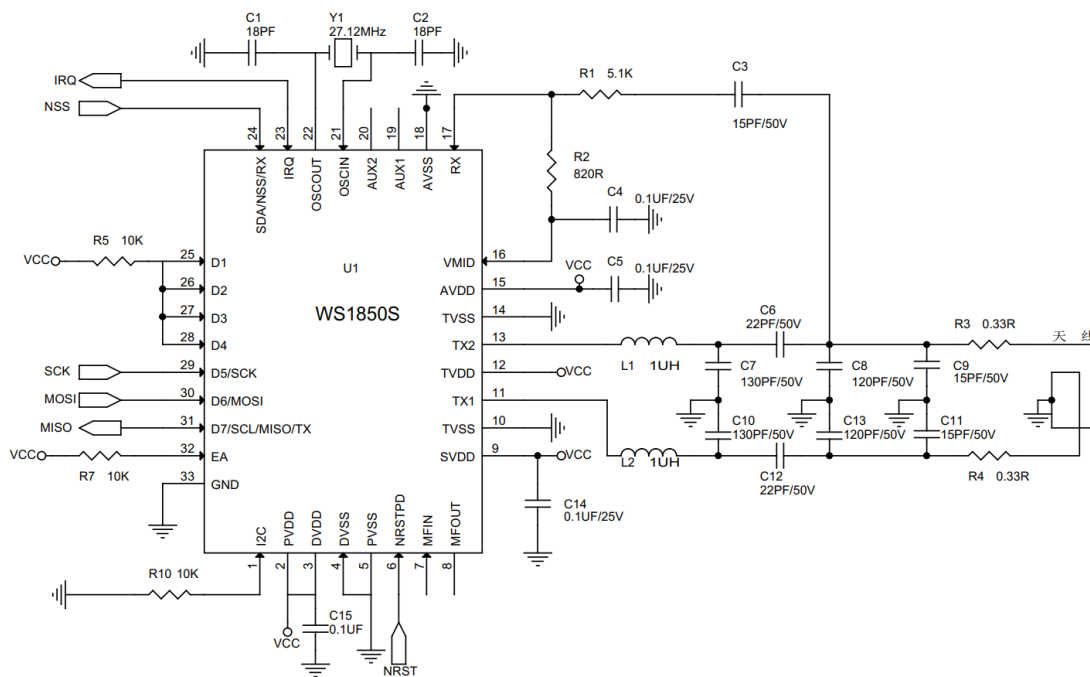 C1
18PF
Y1
27.12MHz
C2
18PF
IRQ
NSS
R1 5.1K
C3
15PF/50V
24
23
22
21
20
19
18
17
SDA/NSS/RX
IRQ
OSCOUT
OSCIN
AUX2
AUX1
AVSS
RX
R2
820R
C4
0.1UF/25V
R5 10K
VCC
25 D1
26 D2
27 D3
28 D4
SCK
29 D5/SCK
MOSI
30 D6/MOSI
MISO
31 D7/SCL/MISO/TX
VCC
32 EA
R7 10K
33
GND
U1
WS1850S
VMID 16
VCC
C5
0.1UF/25V
AVDD 15
TVSS 14
TX2 13
TVDD 12
VCC
TX1 11
TVSS 10
SVDD 9
VCC
L1 1UH
L2 1UH
C6
22PF/50V
C7
130PF/50V
C8
120PF/50V
C9
15PF/50V
R3 0.33R
天 线
C10
130PF/50V
C13
120PF/50V
C11
15PF/50V
C12
22PF/50V
R4 0.33R
C14
0.1UF/25V
I2C
PVDD
DVDD
DVSS
PVSS
NRSTPD
MFIN
MFOUT
1
2
3
4
5
6
7
8
R10 10K
VCC
C15
0.1UF
NRST